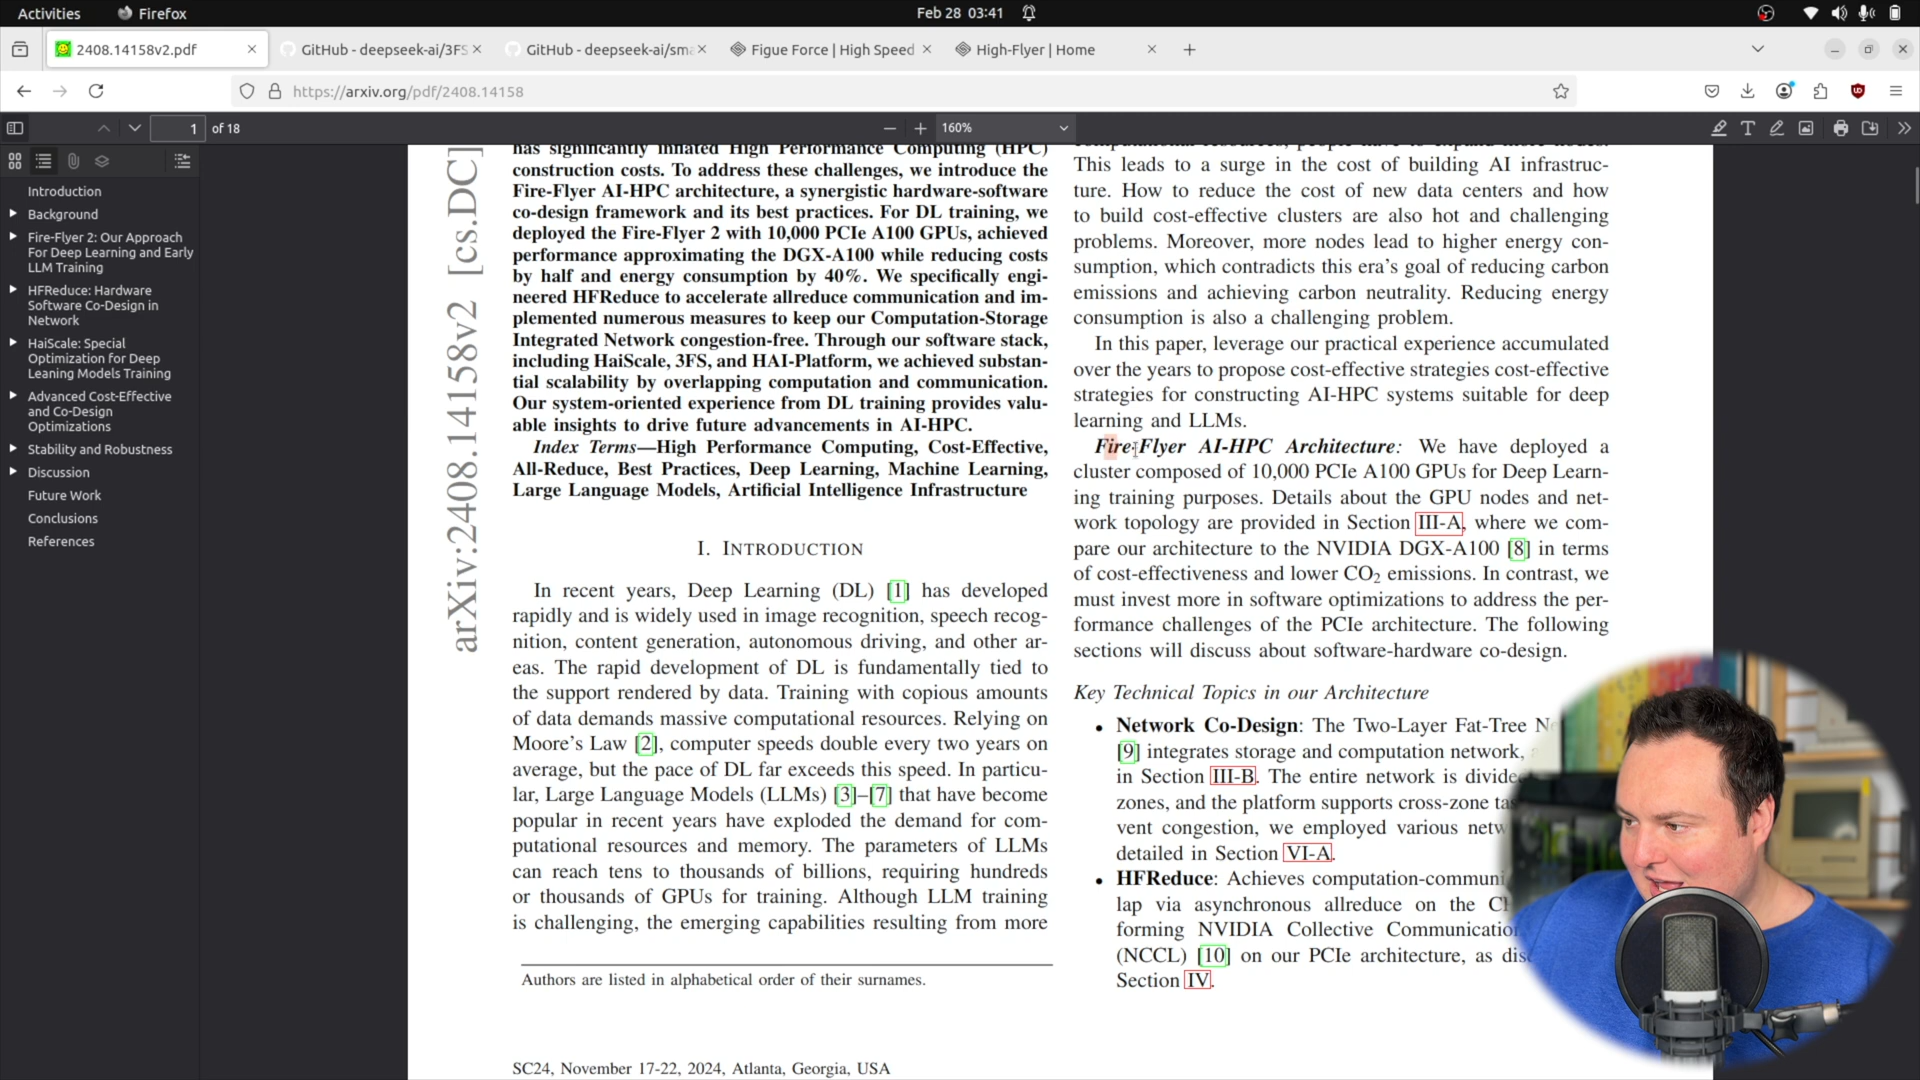 Activities
Firefox
Feb 28 03:41
2408.14158v2.pdf
GitHub - deepseek-ai/3FS
GitHub - deepseek-ai/sma
Figue Force | High Speed
High-Flyer | Home
https://arxiv.org/pdf/2408.14158
1 of 18
160%
Introduction
Background
Fire-Flyer 2: Our Approach
For Deep Learning and Early
LLM Training
HFReduce: Hardware
Software Co-Design in
Network
HaiScale: Special
Optimization for Deep
Leaning Models Training
Advanced Cost-Effective
and Co-Design
Optimizations
Stability and Robustness
Discussion
Future Work
Conclusions
References
arXiv:2408.14158v2 [cs.DC]
has significantly inflated High Performance Computing (HPC)
construction costs. To address these challenges, we introduce the
Fire-Flyer AI-HPC architecture, a synergistic hardware-software
co-design framework and its best practices. For DL training, we
deployed the Fire-Flyer 2 with 10,000 PCIe A100 GPUs, achieved
performance approximating the DGX-A100 while reducing costs
by half and energy consumption by 40%. We specifically engi-
neered HFReduce to accelerate allreduce communication and im-
plemented numerous measures to keep our Computation-Storage
Integrated Network congestion-free. Through our software stack,
including HaiScale, 3FS, and HAI-Platform, we achieved substan-
tial scalability by overlapping computation and communication.
Our system-oriented experience from DL training provides valu-
able insights to drive future advancements in AI-HPC.
Index Terms—High Performance Computing, Cost-Effective,
All-Reduce, Best Practices, Deep Learning, Machine Learning,
Large Language Models, Artificial Intelligence Infrastructure
I. INTRODUCTION
In recent years, Deep Learning (DL) [1] has developed
rapidly and is widely used in image recognition, speech recog-
nition, content generation, autonomous driving, and other ar-
eas. The rapid development of DL is fundamentally tied to
the support rendered by data. Training with copious amounts
of data demands massive computational resources. Relying on
Moore's Law [2], computer speeds double every two years on
average, but the pace of DL far exceeds this speed. In particu-
lar, Large Language Models (LLMs) [3]–[7] that have become
popular in recent years have exploded the demand for com-
putational resources and memory. The parameters of LLMs
can reach tens to thousands of billions, requiring hundreds
or thousands of GPUs for training. Although LLM training
is challenging, the emerging capabilities resulting from more
Authors are listed in alphabetical order of their surnames.
SC24, November 17-22, 2024, Atlanta, Georgia, USA
This leads to a surge in the cost of building AI infrastruc-
ture. How to reduce the cost of new data centers and how
to build cost-effective clusters are also hot and challenging
problems. Moreover, more nodes lead to higher energy con-
sumption, which contradicts this era's goal of reducing carbon
emissions and achieving carbon neutrality. Reducing energy
consumption is also a challenging problem.
In this paper, leverage our practical experience accumulated
over the years to propose cost-effective strategies cost-effective
strategies for constructing AI-HPC systems suitable for deep
learning and LLMs.
Fire-Flyer AI-HPC Architecture: We have deployed a
cluster composed of 10,000 PCIe A100 GPUs for Deep Learn-
ing training purposes. Details about the GPU nodes and net-
work topology are provided in Section III-A, where we com-
pare our architecture to the NVIDIA DGX-A100 [8] in terms
of cost-effectiveness and lower CO2 emissions. In contrast, we
must invest more in software optimizations to address the per-
formance challenges of the PCIe architecture. The following
sections will discuss about software-hardware co-design.
Key Technical Topics in our Architecture
• Network Co-Design: The Two-Layer Fat-Tree
[9] integrates storage and computation network,
in Section III-B. The entire network is divided
zones, and the platform supports cross-zone
vent congestion, we employed various
detailed in Section VI-A.
• HFReduce: Achieves
lap via asynchronous allreduce on the
forming NVIDIA Collective
(NCCL) [10] on our PCIe architecture, as
Section IV.